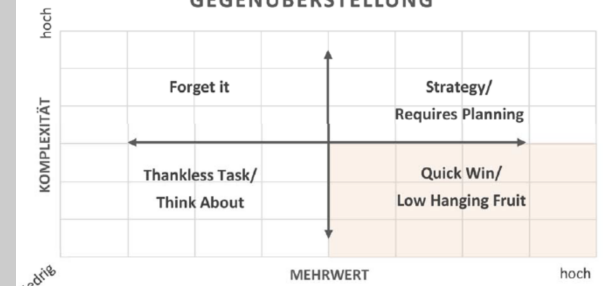 GEGENÜBERSTELLUNG
hoch
Forget it
Strategy/
Requires Planning
KOMPLEXITÄT
Thankless Task/
Think About
Quick Win/
Low Hanging Fruit
MEHRWERT
hoch